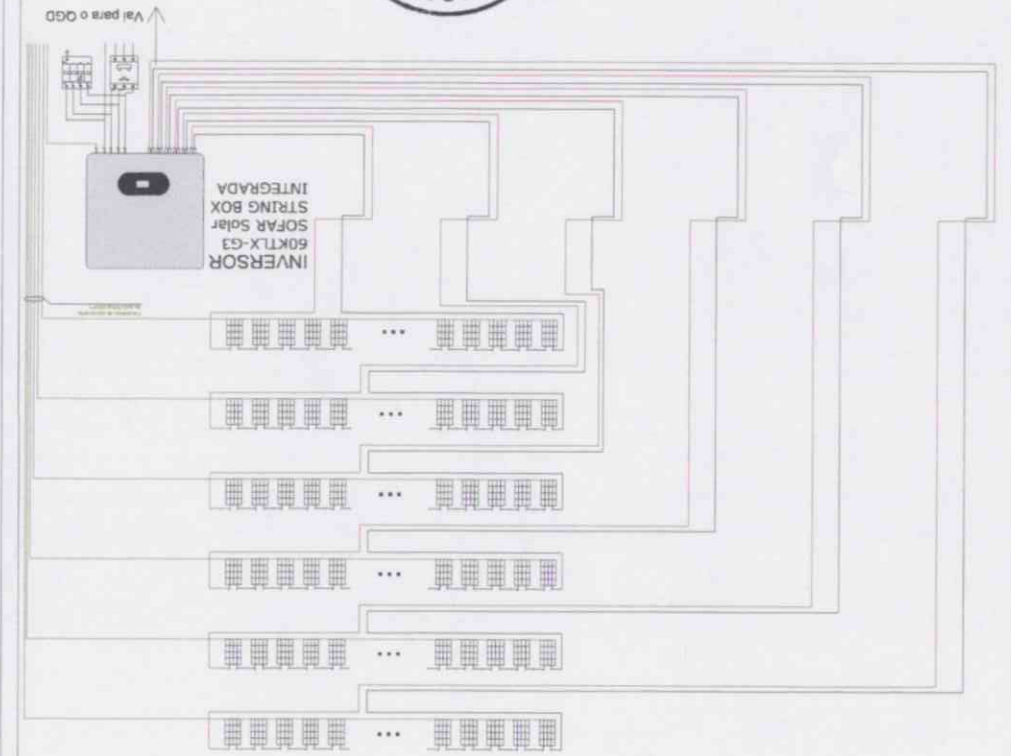 Vai para o QGD
INVERSOR
60KTLX-G3
SOFAR Solar
STRING BOX
INTEGRADA